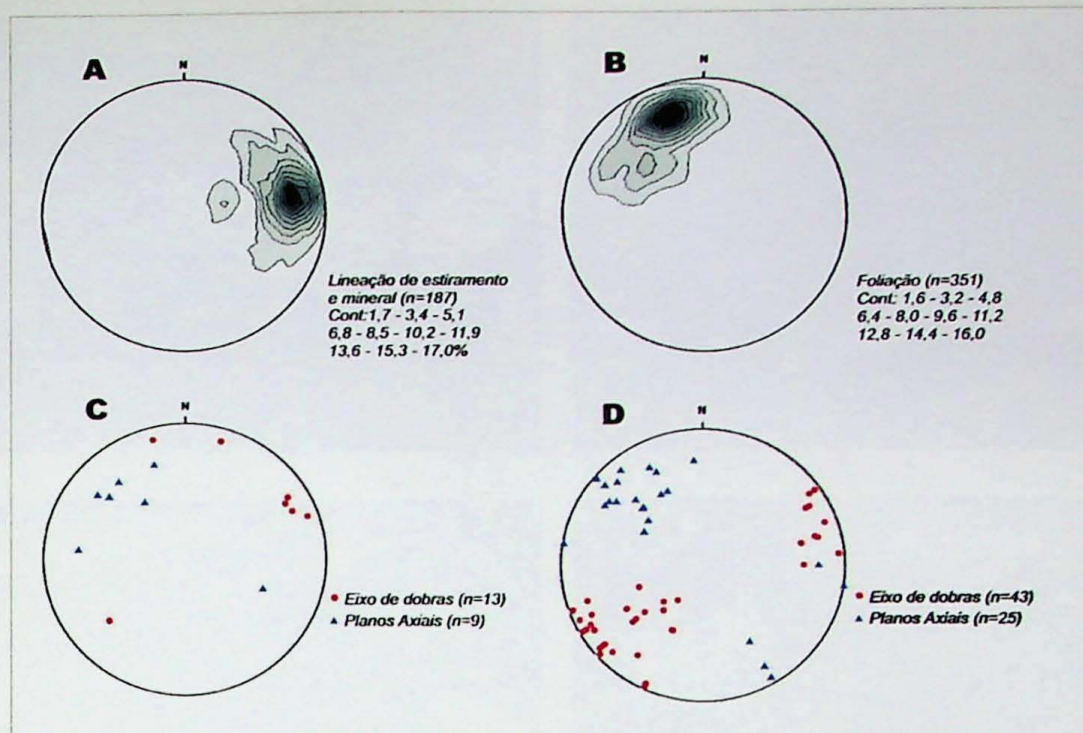 A
N
Lineação de estiramento
e mineral (n=187)
Cont:1,7 - 3,4 - 5,1
6,8 - 8,5 - 10,2 - 11,9
13,6 - 15,3 - 17,0%
B
N
Foliação (n=351)
Cont: 1,6 - 3,2 - 4,8
6,4 - 8,0 - 9,6 - 11,2
12,8 - 14,4 - 16,0
C
N
Eixo de dobras (n=13)
Planos Axiais (n=9)
D
N
Eixo de dobras (n=43)
Planos Axiais (n=25)